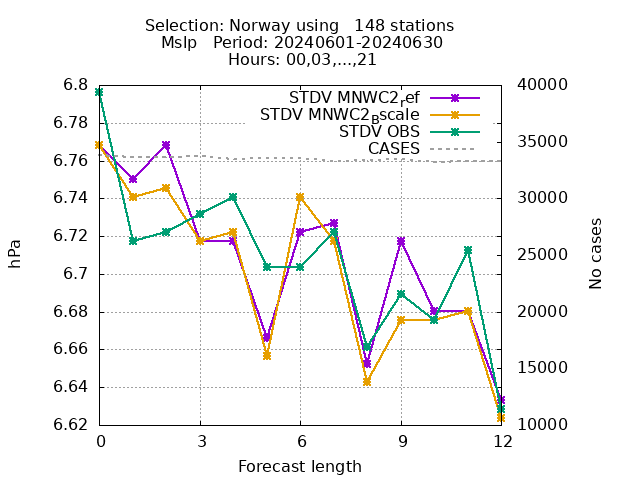 Selection: Norway using   148 stations
Mslp   Period: 20240601-20240630
Hours: 00,03,...,21
STDV MNWC2ref
STDV MNWC2Bscale
STDV OBS
CASES
6.8
6.78
6.76
6.74
6.72
6.7
6.68
6.66
6.64
6.62
hPa
40000
35000
30000
25000
20000
15000
10000
No cases
0 3 6 9 12
Forecast length